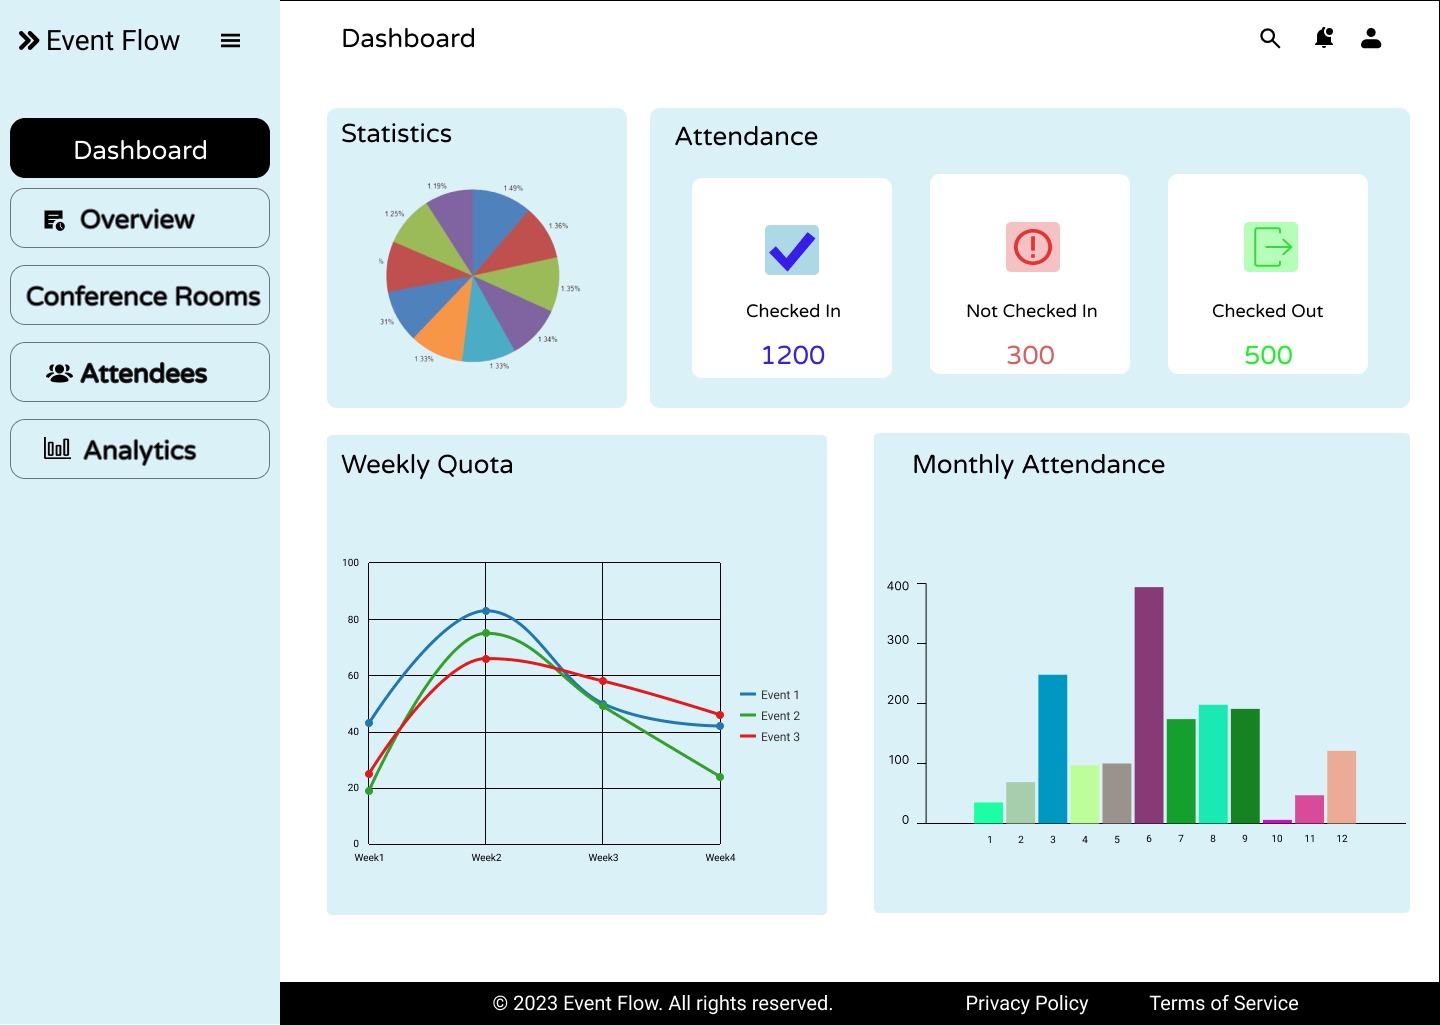 Event Flow
Dashboard
Dashboard
Overview
Conference Rooms
Attendees
Analytics
Statistics
1.19%
1.49%
1.25%
1.36%
%
1.35%
31%
1.34%
1.33%
1.33%
Attendance
Checked In
1200
Not Checked In
300
Checked Out
500
Weekly Quota
100
80
60
40
20
0
Week1 Week2 Week3 Week4
Event 1
Event 2
Event 3
Monthly Attendance
400
300
200
100
0
1 2 3 4 5 6 7 8 9 10 11 12
© 2023 Event Flow. All rights reserved. Privacy Policy Terms of Service